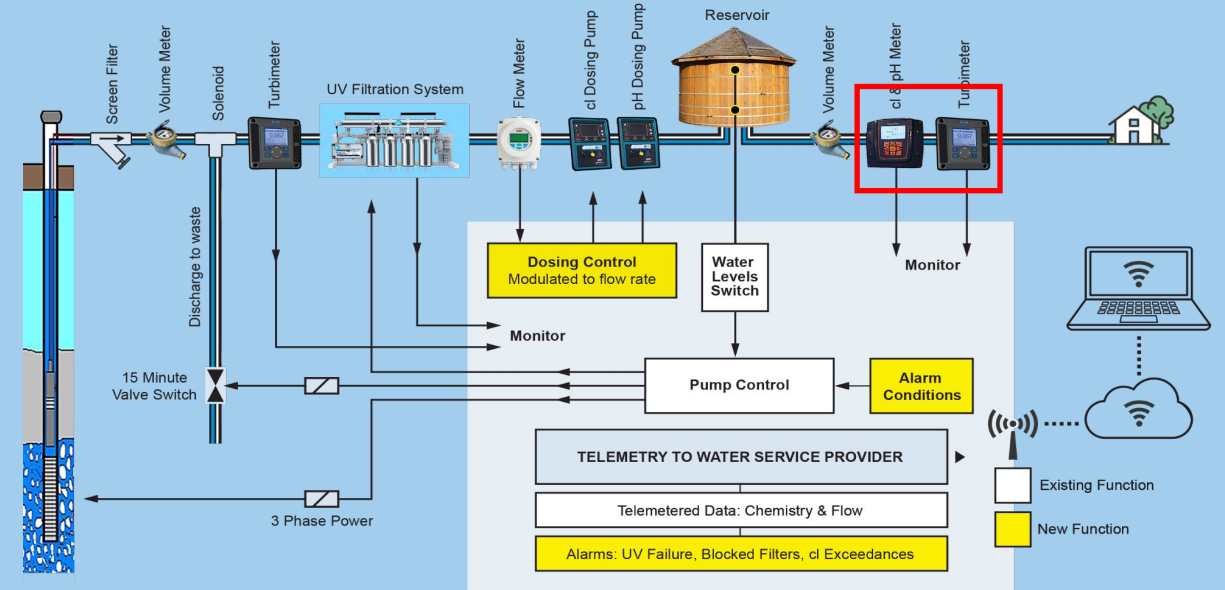 Screen Filter
Volume Meter
Solenoid
Turbimeter
UV Filtration System
Flow Meter
cl Dosing Pump
pH Dosing Pump
Reservoir
Volume Meter
cl & pH Meter
Turbimeter
Discharge to waste
Dosing Control
Modulated to flow rate
Water
Levels
Switch
Monitor
Monitor
15 Minute
Valve Switch
Pump Control
Alarm
Conditions
3 Phase Power
TELEMETRY TO WATER SERVICE PROVIDER
Telemetered Data: Chemistry & Flow
Alarms: UV Failure, Blocked Filters, cl Exceedances
Existing Function
New Function